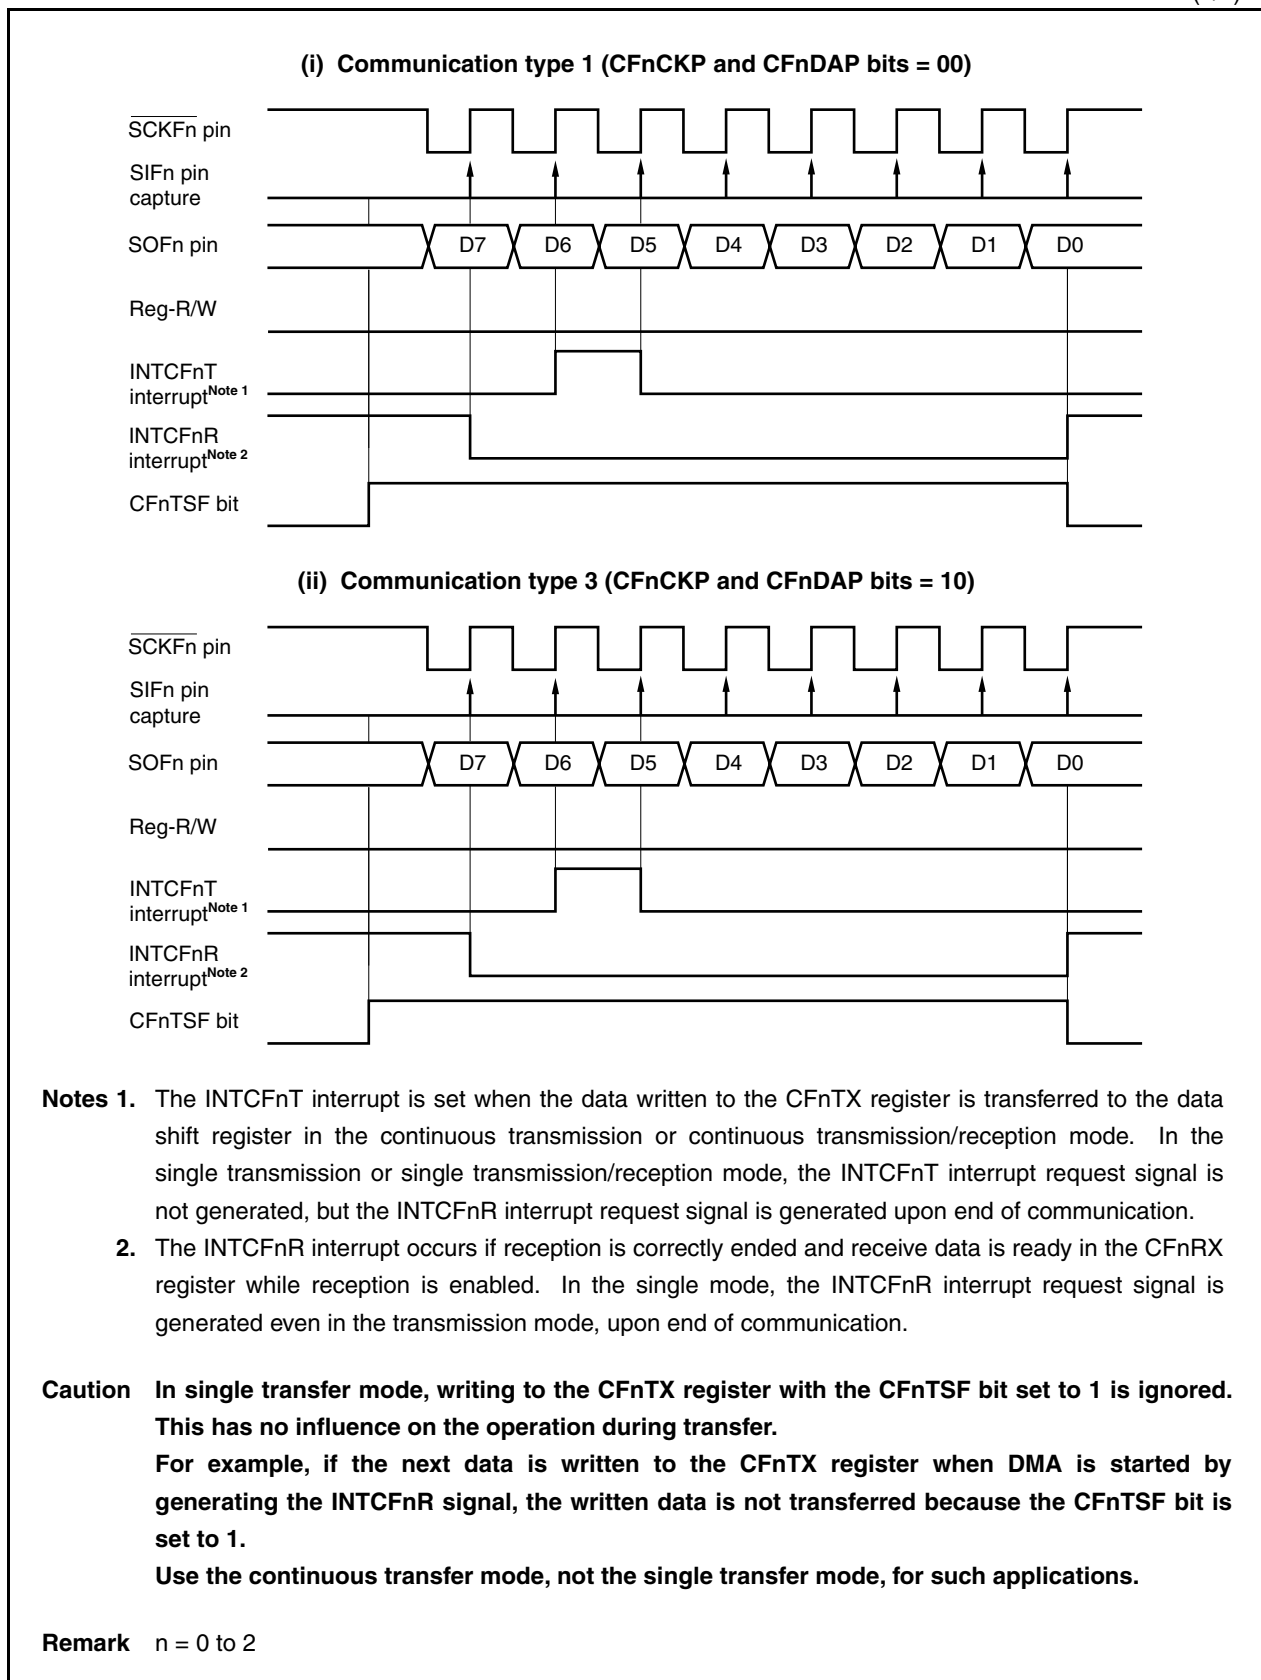 (i) Communication type 1 (CFnCKP and CFnDAP bits = 00)
SCKFn pin
SIFn pin
capture
SOFn pin D7 D6 D5 D4 D3 D2 D1 D0
Reg-R/W
INTCFnT
interrupt Note 1
INTCFnR
interrupt Note 2
CFnTSF bit
(ii) Communication type 3 (CFnCKP and CFnDAP bits = 10)
SCKFn pin
SIFn pin
capture
SOFn pin D7 D6 D5 D4 D3 D2 D1 D0
Reg-R/W
INTCFnT
interrupt Note 1
INTCFnR
interrupt Note 2
CFnTSF bit
Notes 1. The INTCFnT interrupt is set when the data written to the CFnTX register is transferred to the data
shift register in the continuous transmission or continuous transmission/reception mode. In the
single transmission or single transmission/reception mode, the INTCFnT interrupt request signal is
not generated, but the INTCFnR interrupt request signal is generated upon end of communication.
2. The INTCFnR interrupt occurs if reception is correctly ended and receive data is ready in the CFnRX
register while reception is enabled. In the single mode, the INTCFnR interrupt request signal is
generated even in the transmission mode, upon end of communication.
Caution In single transfer mode, writing to the CFnTX register with the CFnTSF bit set to 1 is ignored.
This has no influence on the operation during transfer.
For example, if the next data is written to the CFnTX register when DMA is started by
generating the INTCFnR signal, the written data is not transferred because the CFnTSF bit is
set to 1.
Use the continuous transfer mode, not the single transfer mode, for such applications.
Remark n = 0 to 2